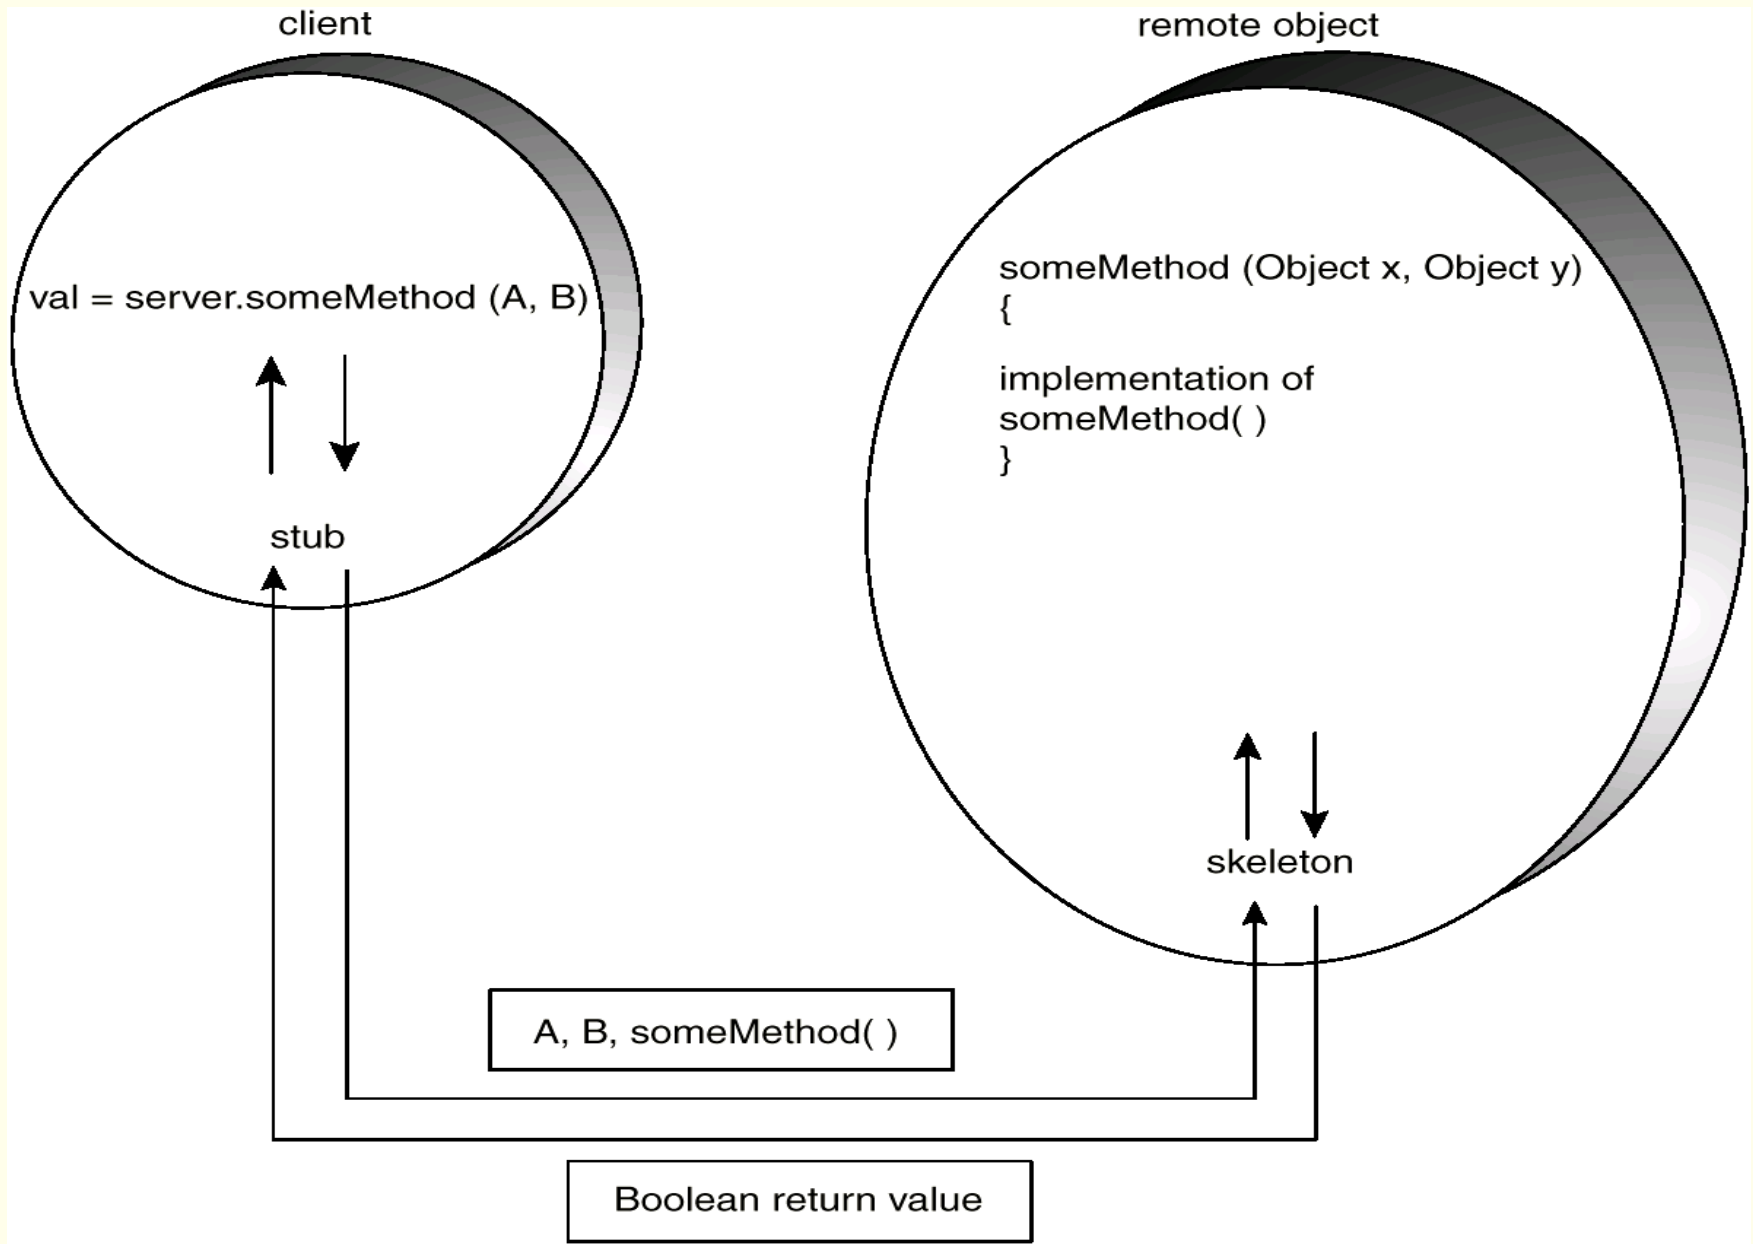 client
val = server.someMethod (A, B)
stub
remote object
someMethod (Object x, Object y)
{
implementation of
someMethod( )
}
skeleton
A, B, someMethod( )
Boolean return value